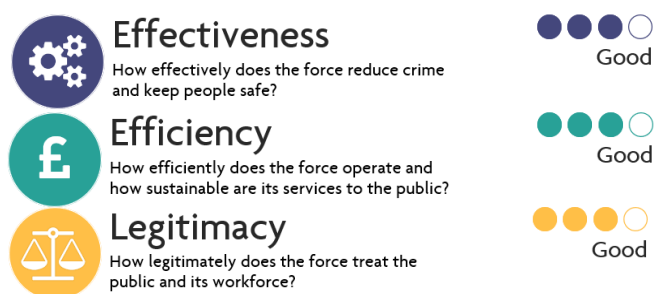 Effectiveness
How effectively does the force reduce crime
and keep people safe?
Good
£
Efficiency
How efficiently does the force operate and
how sustainable are its services to the public?
Good
Legitimacy
How legitimately does the force treat the
public and its workforce?
Good